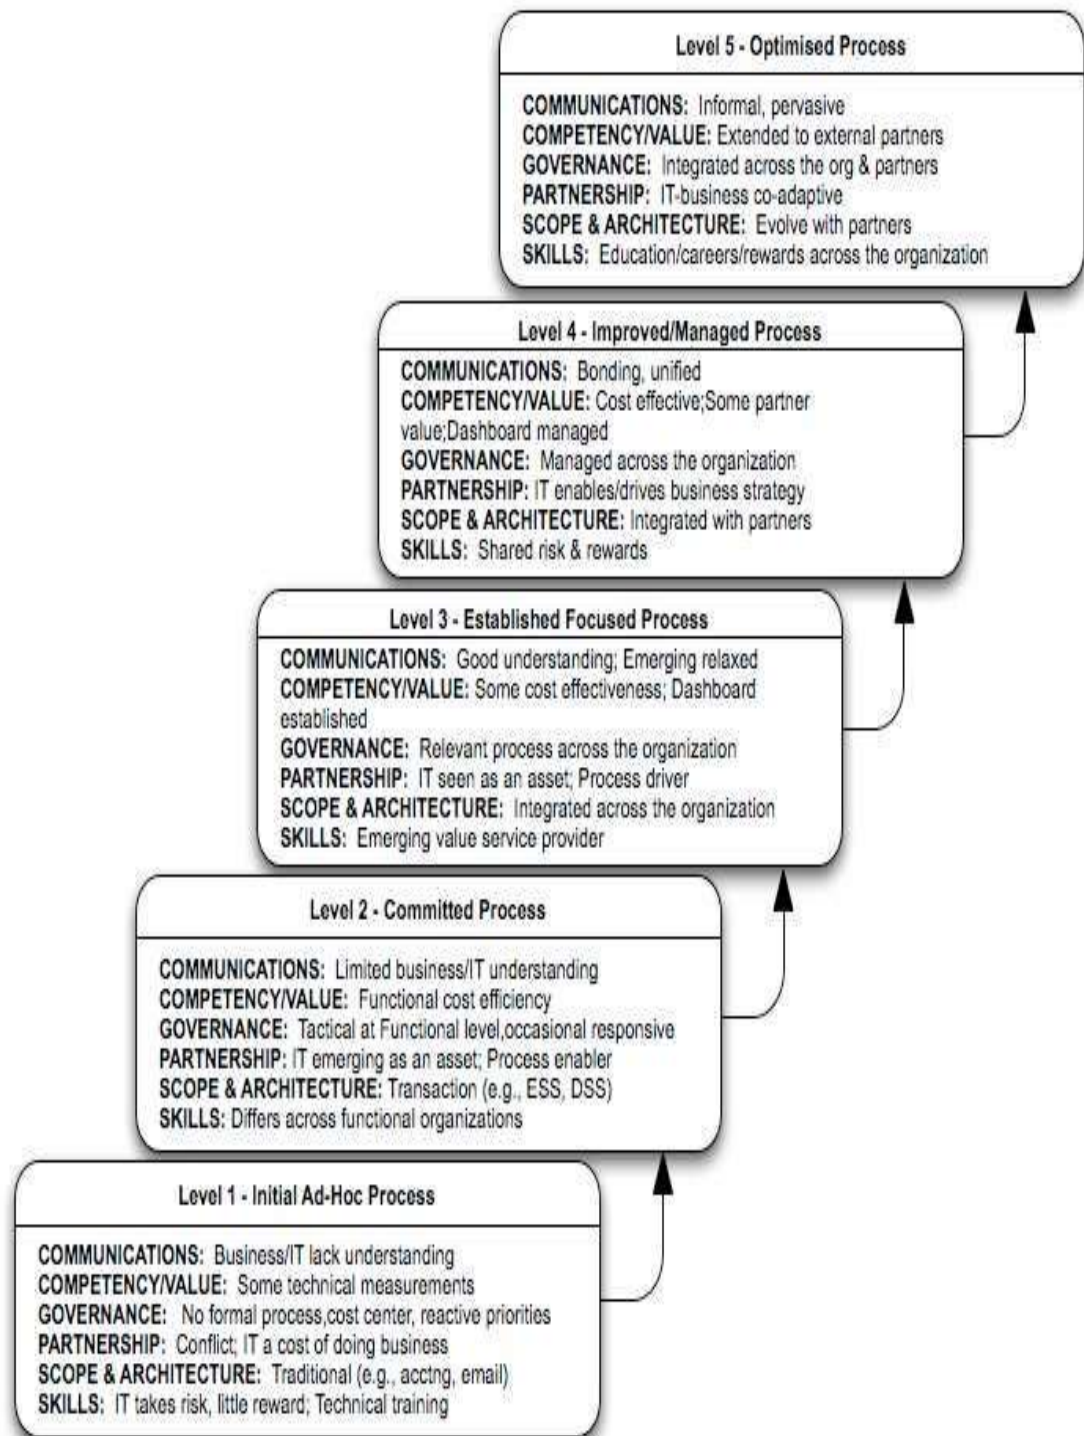 Level 5 - Optimised Process
COMMUNICATIONS: Informal, pervasive
COMPETENCY/VALUE: Extended to external partners
GOVERNANCE: Integrated across the org & partners
PARTNERSHIP: IT-business co-adaptive
SCOPE & ARCHITECTURE: Evolve with partners
SKILLS: Education/careers/rewards across the organization
Level 4 - Improved/Managed Process
COMMUNICATIONS: Bonding, unified
COMPETENCY/VALUE: Cost effective;Some partner
value;Dashboard managed
GOVERNANCE: Managed across the organization
PARTNERSHIP: IT enables/drives business strategy
SCOPE & ARCHITECTURE: Integrated with partners
SKILLS: Shared risk & rewards
Level 3 - Established Focused Process
COMMUNICATIONS: Good understanding; Emerging relaxed
COMPETENCY/VALUE: Some cost effectiveness; Dashboard
established
GOVERNANCE: Relevant process across the organization
PARTNERSHIP: IT seen as an asset; Process driver
SCOPE & ARCHITECTURE: Integrated across the organization
SKILLS: Emerging value service provider
Level 2 - Committed Process
COMMUNICATIONS: Limited business/IT understanding
COMPETENCY/VALUE: Functional cost efficiency
GOVERNANCE: Tactical at Functional level,occasional responsive
PARTNERSHIP: IT emerging as an asset; Process enabler
SCOPE & ARCHITECTURE: Transaction (e.g., ESS, DSS)
SKILLS: Differs across functional organizations
Level 1 - Initial Ad-Hoc Process
COMMUNICATIONS: Business/IT lack understanding
COMPETENCY/VALUE: Some technical measurements
GOVERNANCE: No formal process,cost center, reactive priorities
PARTNERSHIP: Conflict; IT a cost of doing business
SCOPE & ARCHITECTURE: Traditional (e.g., acctng, email)
SKILLS: IT takes risk, little reward; Technical training